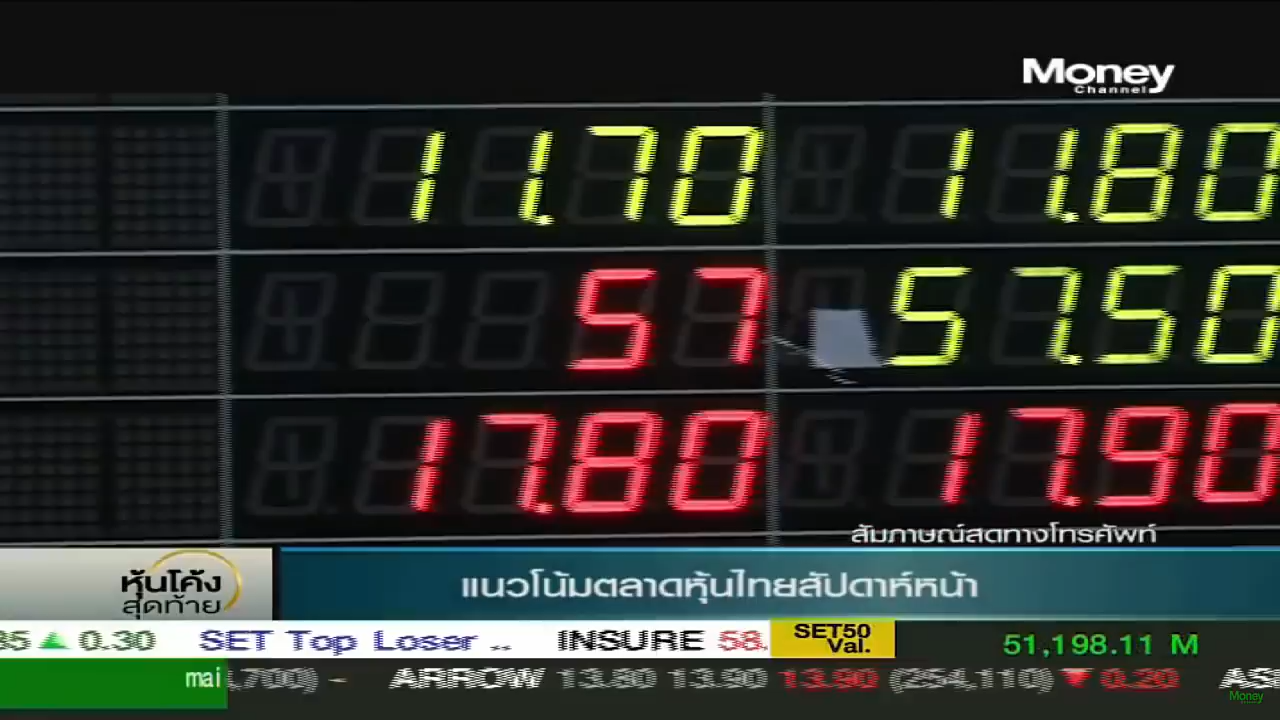 Money
Channel
11.70 11.80
57 57.50
17.80 17.90
สัมภาษณ์สดทางโทรศัพท์
หุ้นโค้ง
สุดท้าย
แนวโน้มตลาดหุ้นไทยสัปดาห์หน้า
35 ▲ 0.30 SET Top Loser .. INSURE 58.
SET50
Val.
51,198.11 M
mai ,700) - ARROW 13.80 13.90 13.90 (254,110) ▼ 0.20
Money